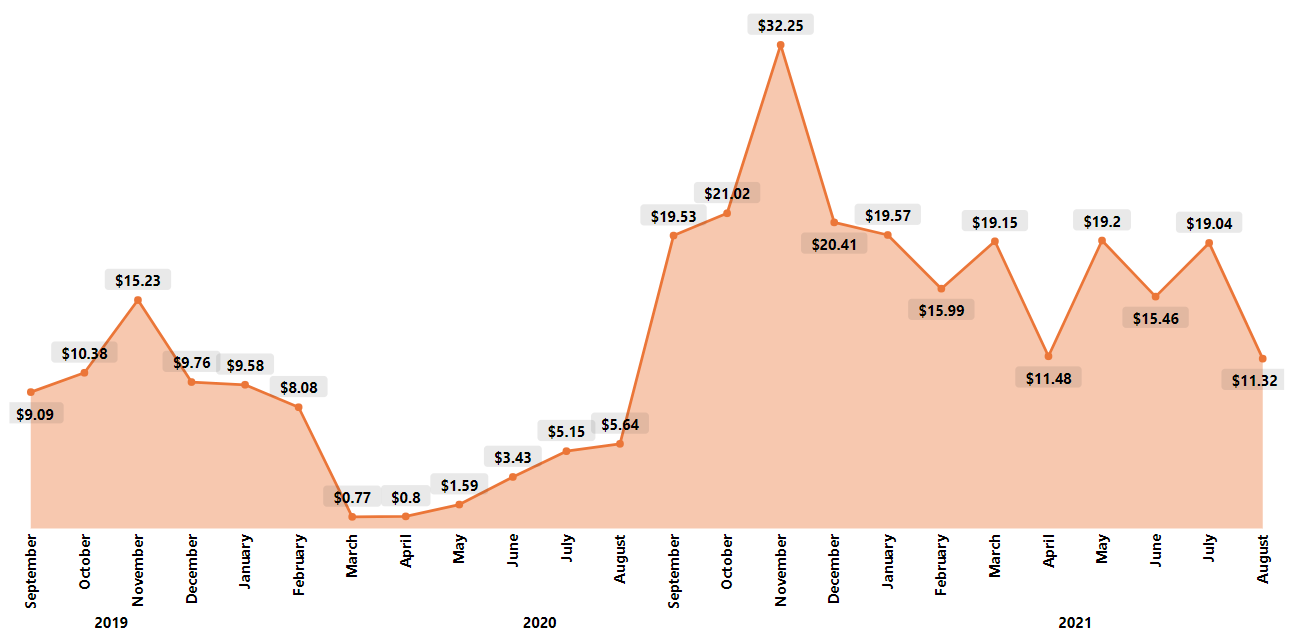 $32.25
$21.02
$19.53
$20.41
$19.57
$15.99
$19.15
$11.48
$19.2
$15.46
$19.04
$11.32
$15.23
$10.38
$9.09
$9.76
$9.58
$8.08
$0.77
$0.8
$1.59
$3.43
$5.15
$5.64
September
October
November
December
January
February
March
April
May
June
July
August
September
October
November
December
January
February
March
April
May
June
July
August
2019
2020
2021